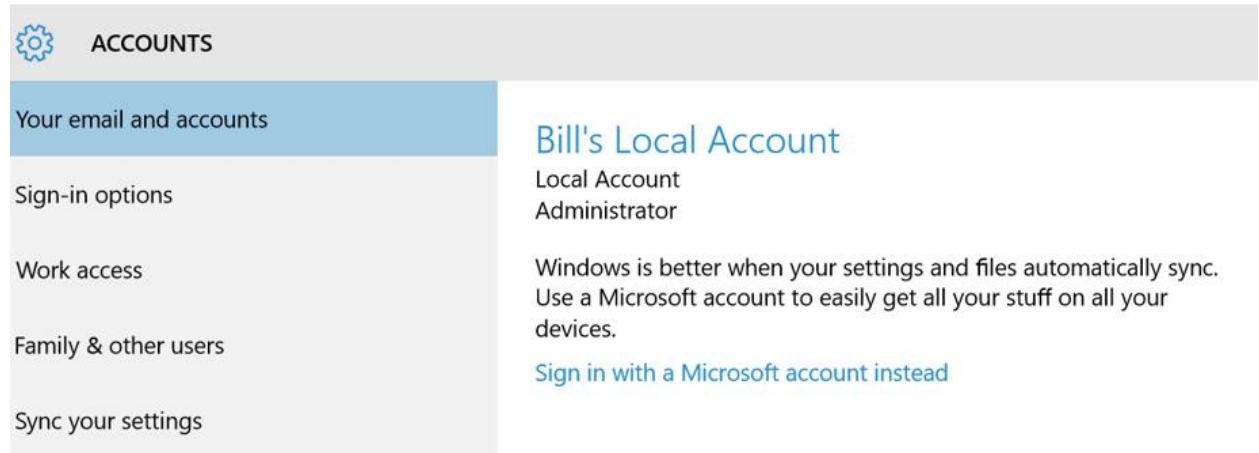 ACCOUNTS
Your email and accounts
Sign-in options
Work access
Family & other users
Sync your settings
Bill's Local Account
Local Account
Administrator
Windows is better when your settings and files automatically sync.
Use a Microsoft account to easily get all your stuff on all your
devices.
Sign in with a Microsoft account instead